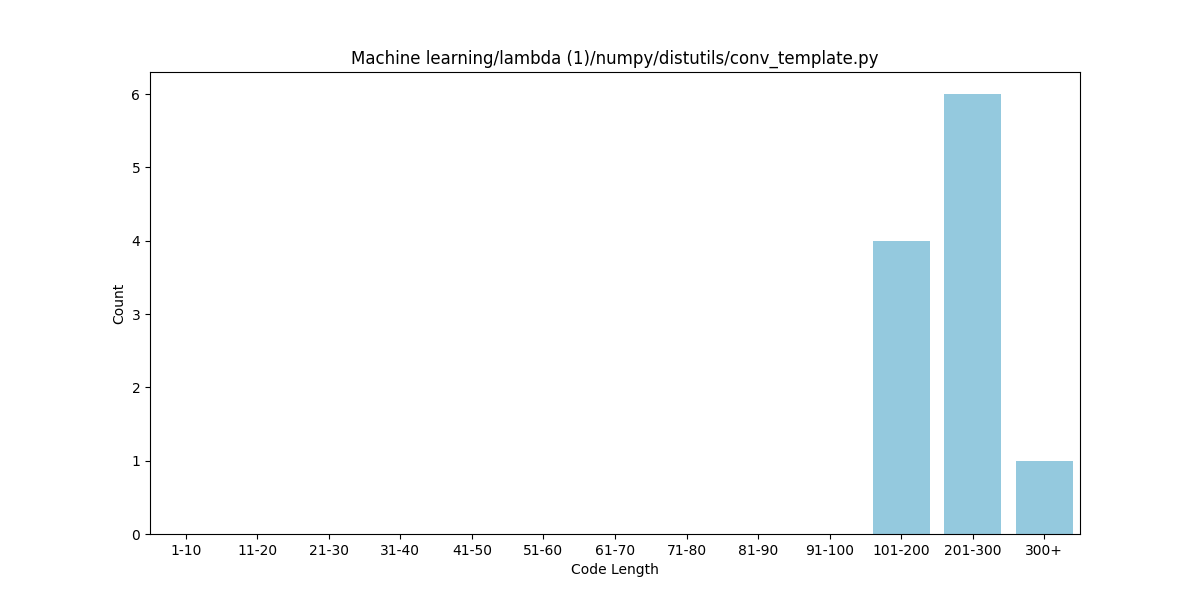 Machine learning/lambda (1)/numpy/distutils/conv_template.py
6
5
4
3
2
1
0
Count
1-10 11-20 21-30 31-40 41-50 51-60 61-70 71-80 81-90 91-100 101-200 201-300 300+
Code Length